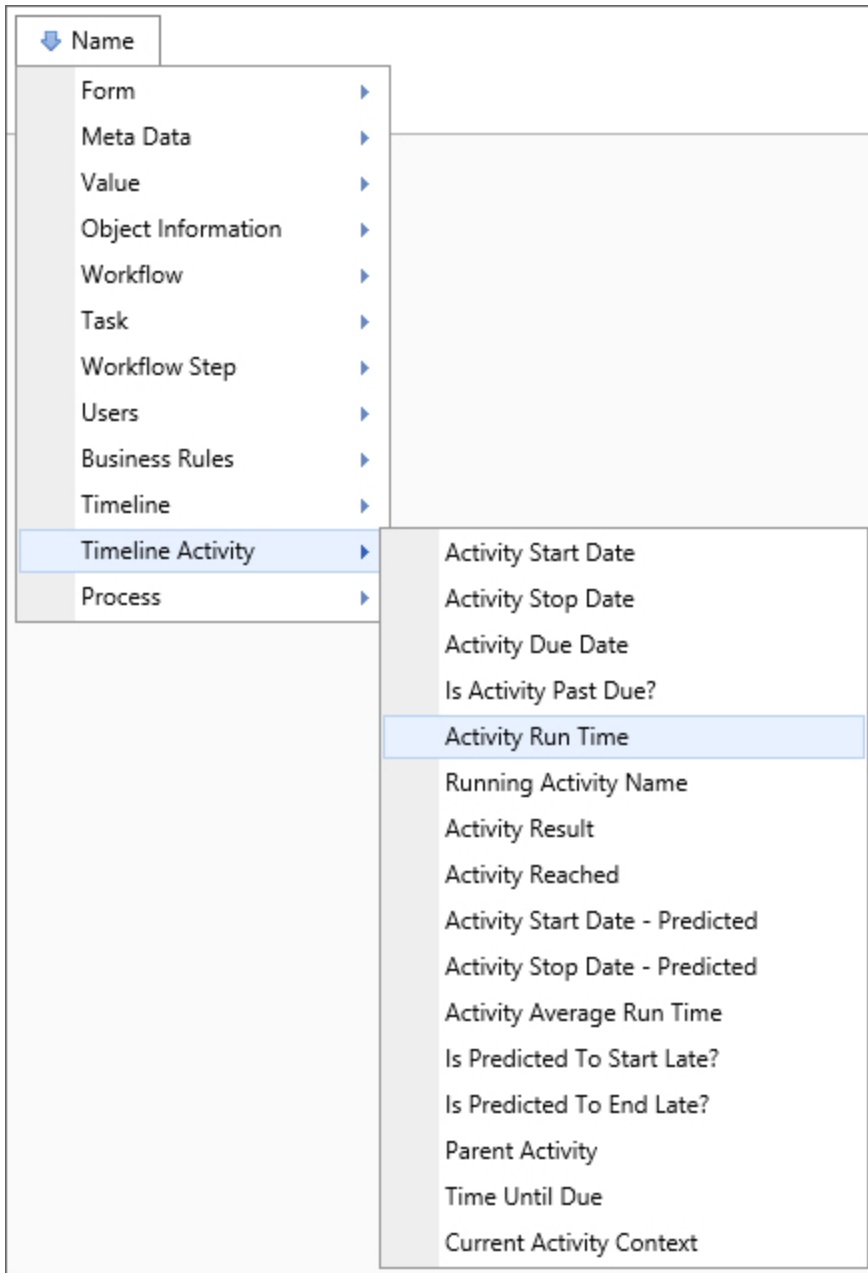 Name
Form
Meta Data
Value
Object Information
Workflow
Task
Workflow Step
Users
Business Rules
Timeline
Timeline Activity
Process
Activity Start Date
Activity Stop Date
Activity Due Date
Is Activity Past Due?
Activity Run Time
Running Activity Name
Activity Result
Activity Reached
Activity Start Date - Predicted
Activity Stop Date - Predicted
Activity Average Run Time
Is Predicted To Start Late?
Is Predicted To End Late?
Parent Activity
Time Until Due
Current Activity Context